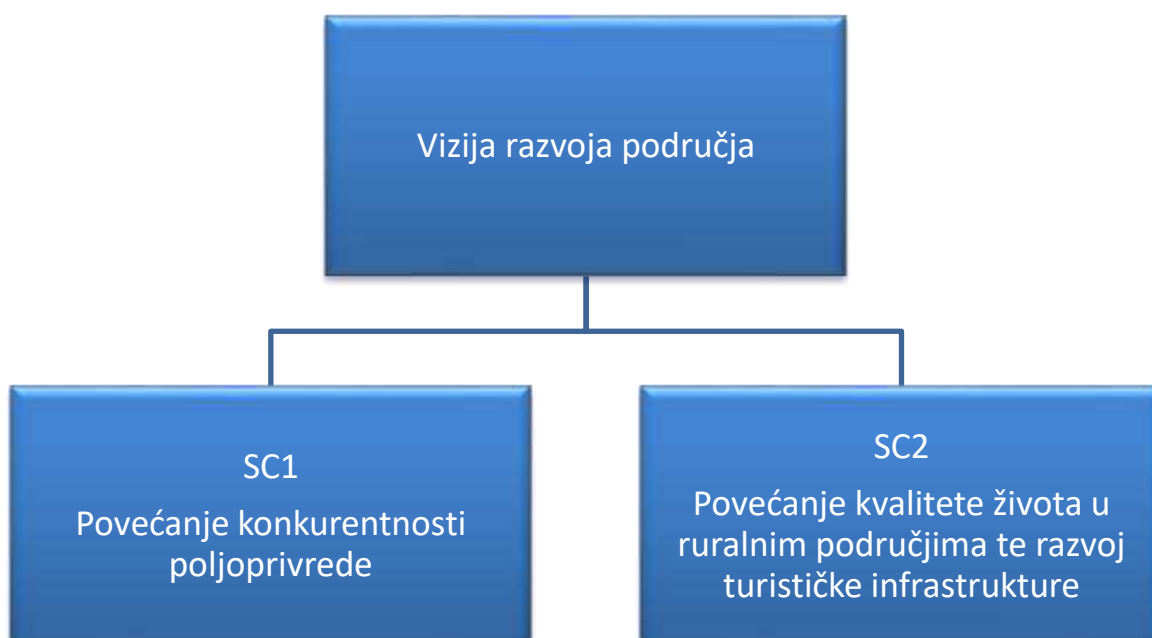 Vizija razvoja područja
SC1
Povećanje konkurentnosti
poljoprivrede
SC2
Povećanje kvalitete života u
ruralnim područjima te razvoj
turističke infrastrukture